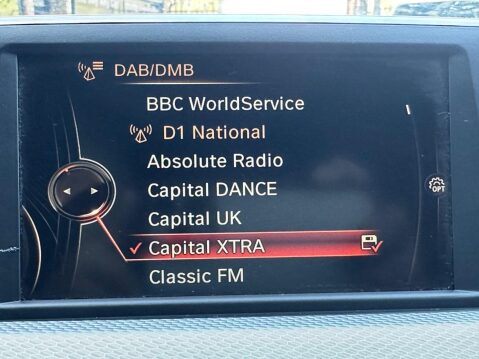 DAB/DMB
BBC WorldService
D1 National
Absolute Radio
Capital DANCE
Capital UK
Capital XTRA
Classic FM
OPT